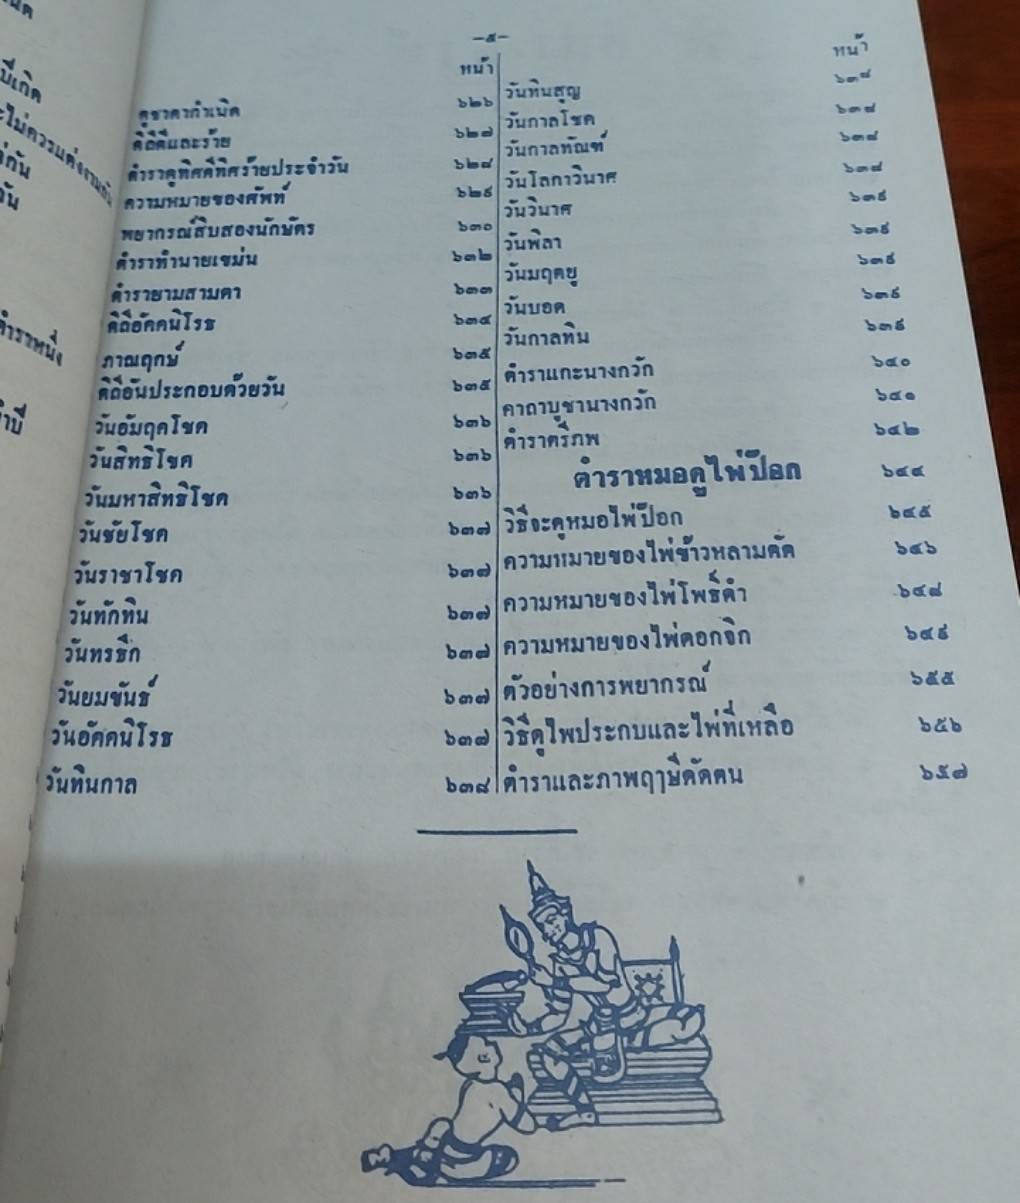 -๕-
หน้า
ดูชาตากำเนิด ๖๒๖
ดิถีดีและร้าย ๖๒๗
ตำราดูทิศดีทิศร้ายประจำวัน ๖๒๘
ความหมายของศัพท์ ๖๒๙
พยากรณ์สิบสองนักษัตร ๖๓๐
ตำราทำนายเขม่น ๖๓๒
ตำรายามสามตา ๖๓๓
ดิถีอัคคนิโรธ ๖๓๔
ภาณฤกษ์ ๖๓๕
ดิถีอันประกอบด้วยวัน ๖๓๕
วันอัมฤคโชค ๖๓๖
วันสิทธิโชค ๖๓๖
วันมหาสิทธิโชค ๖๓๖
วันชัยโชค ๖๓๗
วันราชาโชค ๖๓๗
วันทักทิน ๖๓๗
วันทรธึก ๖๓๗
วันยมขันธ์ ๖๓๗
วันอัคคนิโรธ ๖๓๗
วันทินกาล ๖๓๘
หน้า
วันทินสูญ ๖๓๘
วันกาลโชค ๖๓๘
วันกาลทัณฑ์ ๖๓๘
วันโลกาวินาศ ๖๓๘
วันวินาศ ๖๓๙
วันพิลา ๖๓๙
วันมฤตยู ๖๓๙
วันบอด ๖๓๙
วันกาลทิน ๖๓๙
ตำราแกะนางกวัก ๖๔๐
คาถาบูชานางกวัก ๖๔๑
ตำราตรีภพ ๖๔๒
ตำราหมอดูไพ่ป๊อก ๖๔๔
วิธีจะดูหมอไพ่ป๊อก ๖๔๕
ความหมายของไพ่ข้าวหลามตัด ๖๔๖
ความหมายของไพ่โพธิ์ดำ ๖๔๘
ความหมายของไพ่ดอกจิก ๖๔๙
ตัวอย่างการพยากรณ์ ๖๕๕
วิธีดูไพประกบและไพ่ที่เหลือ ๖๕๖
ตำราและภาพฤๅษีดัดตน ๖๕๗